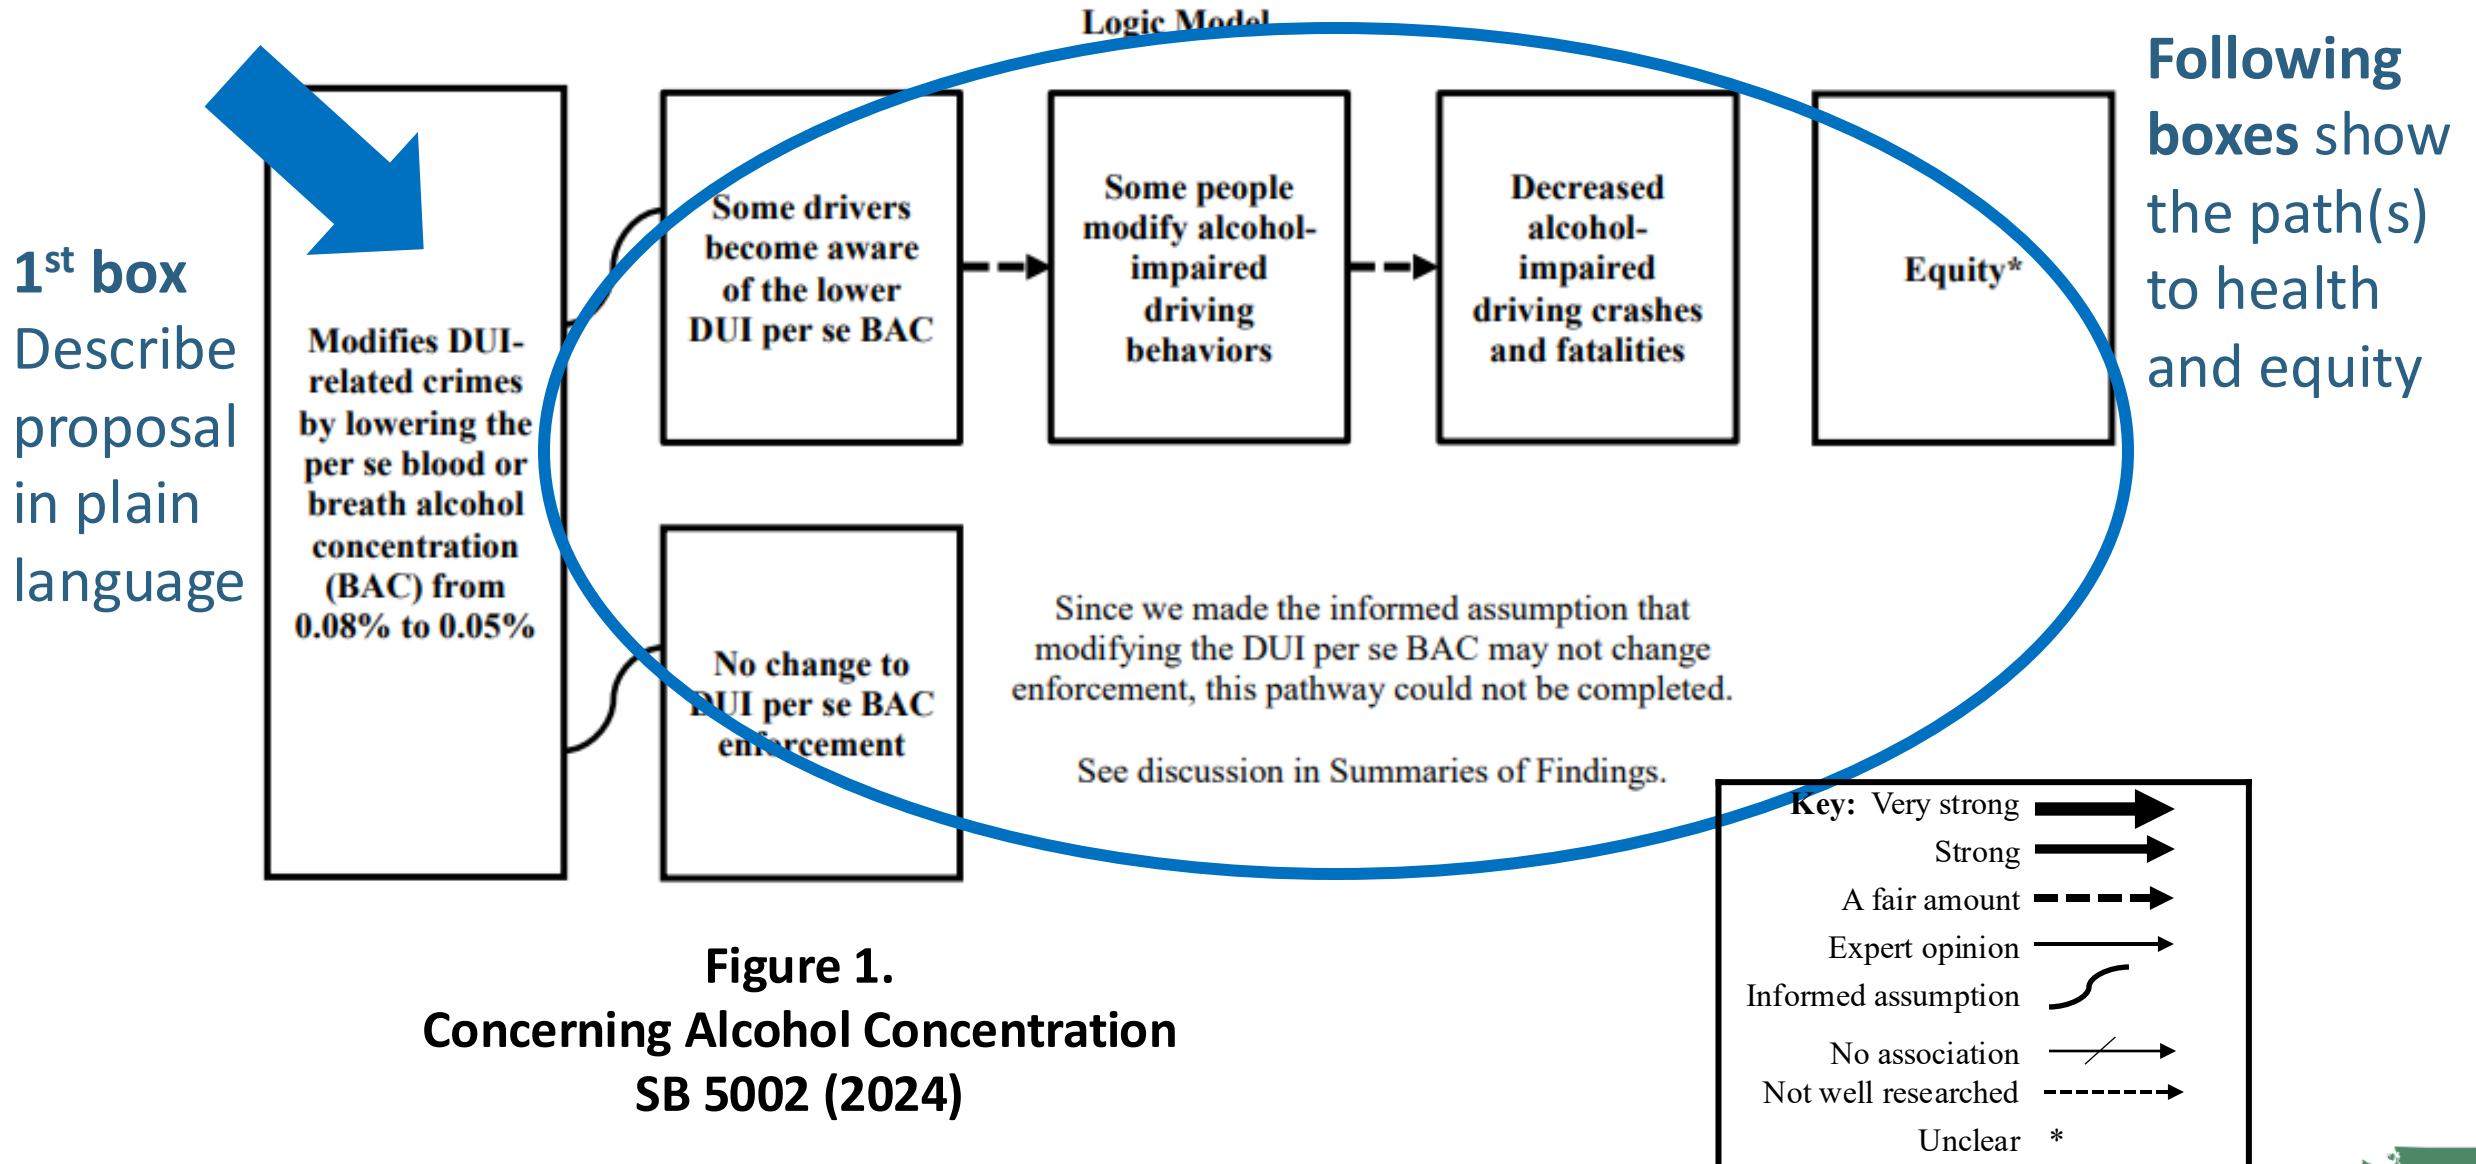 Logic Model
1st box
Describe
proposal
in plain
language
Modifies DUI-
related crimes
by lowering the
per se blood or
breath alcohol
concentration
(BAC) from
0.08% to 0.05%
Some drivers
become aware
of the lower
DUI per se BAC
Some people
modify alcohol-
impaired
driving
behaviors
Decreased
alcohol-
impaired
driving crashes
and fatalities
Equity*
Following
boxes show
the path(s)
to health
and equity
No change to
DUI per se BAC
enforcement
Since we made the informed assumption that
modifying the DUI per se BAC may not change
enforcement, this pathway could not be completed.
See discussion in Summaries of Findings.
Key: Very strong
Strong
A fair amount
Expert opinion
Informed assumption
No association
Not well researched
Unclear *
Figure 1.
Concerning Alcohol Concentration
SB 5002 (2024)